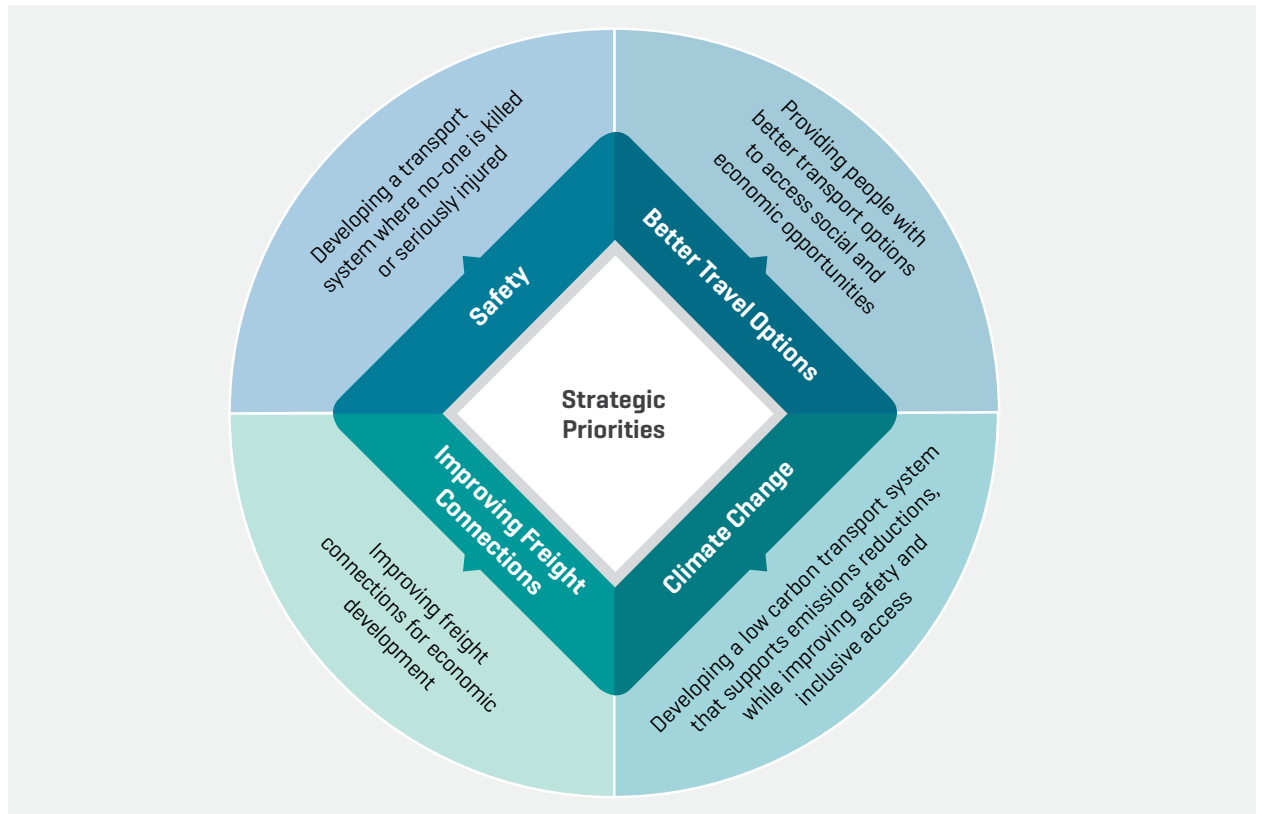 Developing a transport
system where no-one is killed
or seriously injured
Safety
Providing people with
better transport options
to access social and
economic opportunities
Better Travel Options
Strategic
Priorities
Improving Freight
Connections
Improving freight
connections for economic
development
Climate Change
Developing a low carbon transport system
that supports emissions reductions,
while improving safety and
inclusive access